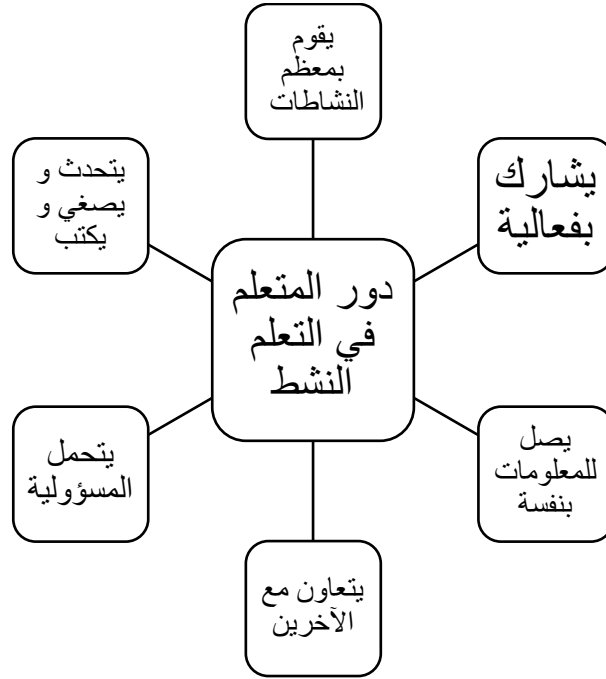 يقوم
بمعظم
النشاطات
يشارك
بفعالية
يتحدث و
يصغي و
يكتب
دور المتعلم
في التعلم
النشط
يصل
للمعلومات
بنفسة
يتحمل
المسؤولية
يتعاون مع
الآخرين